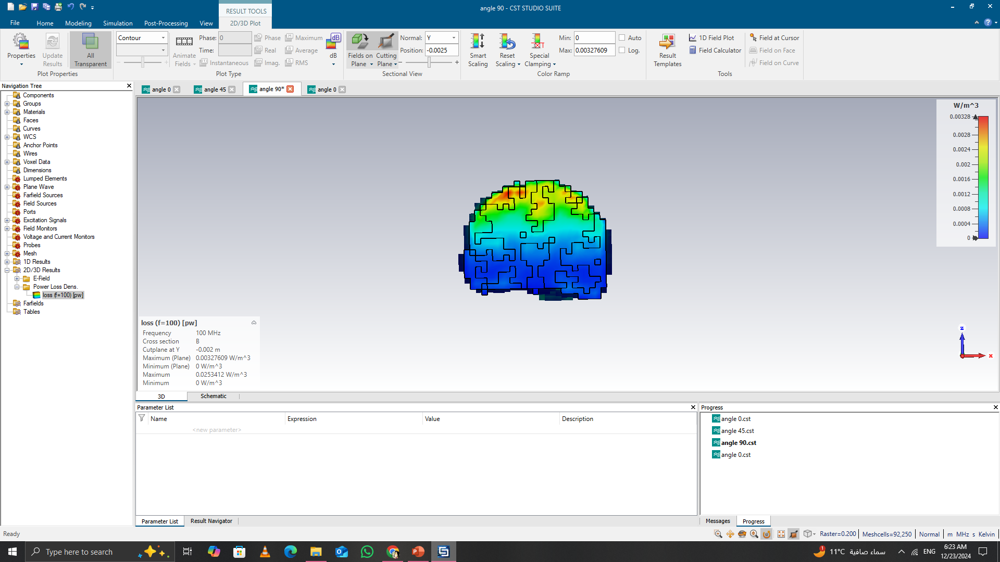 angle 90 - CST STUDIO SUITE
RESULT TOOLS
File Home Modeling Simulation Post-Processing View 2D/3D Plot
Properties
Update Results
All Transparent
Plot Properties
Contour
Animate Fields
Phase: 0
Time:
Phase
Real
Instantaneous
Imag.
Maximum
Average
RMS
dB
dB
Plot Type
Fields on Plane
Cutting Plane
Normal: Y
Position: -0.0025
Sectional View
Smart Scaling
Reset Scaling
Special Clamping
Min: 0
Max: 0.00327609
Auto
Log.
Color Ramp
Result Templates
1D Field Plot
Field Calculator
Field at Cursor
Field on Face
Field on Curve
Tools
Navigation Tree
Components
Groups
Materials
Faces
Curves
WCS
Anchor Points
Wires
Voxel Data
Dimensions
Lumped Elements
Plane Wave
Farfield Sources
Field Sources
Ports
Excitation Signals
Field Monitors
Voltage and Current Monitors
Probes
Mesh
1D Results
2D/3D Results
E-Field
Power Loss Dens.
loss (f=100) [pw]
Farfields
Tables
angle 0 angle 45 angle 90* angle 0
W/m^3
0.00328
0.0028
0.0024
0.002
0.0016
0.0012
0.0008
0.0004
0
z
x
loss (f=100) [pw]
Frequency 100 MHz
Cross section B
Cutplane at Y -0.002 m
Maximum (Plane) 0.00327609 W/m^3
Minimum (Plane) 0 W/m^3
Maximum 0.0253412 W/m^3
Minimum 0 W/m^3
3D Schematic
Parameter List
Name Expression Value Description
<new parameter>
Parameter List Result Navigator
Progress
angle 0.cst
angle 45.cst
angle 90.cst
angle 0.cst
Messages Progress
Ready
Raster=0.200 Meshcells=92,250 Normal m MHz s Kelvin
Type here to search
1
11°C سماء صافية
ENG
6:23 AM
12/23/2024